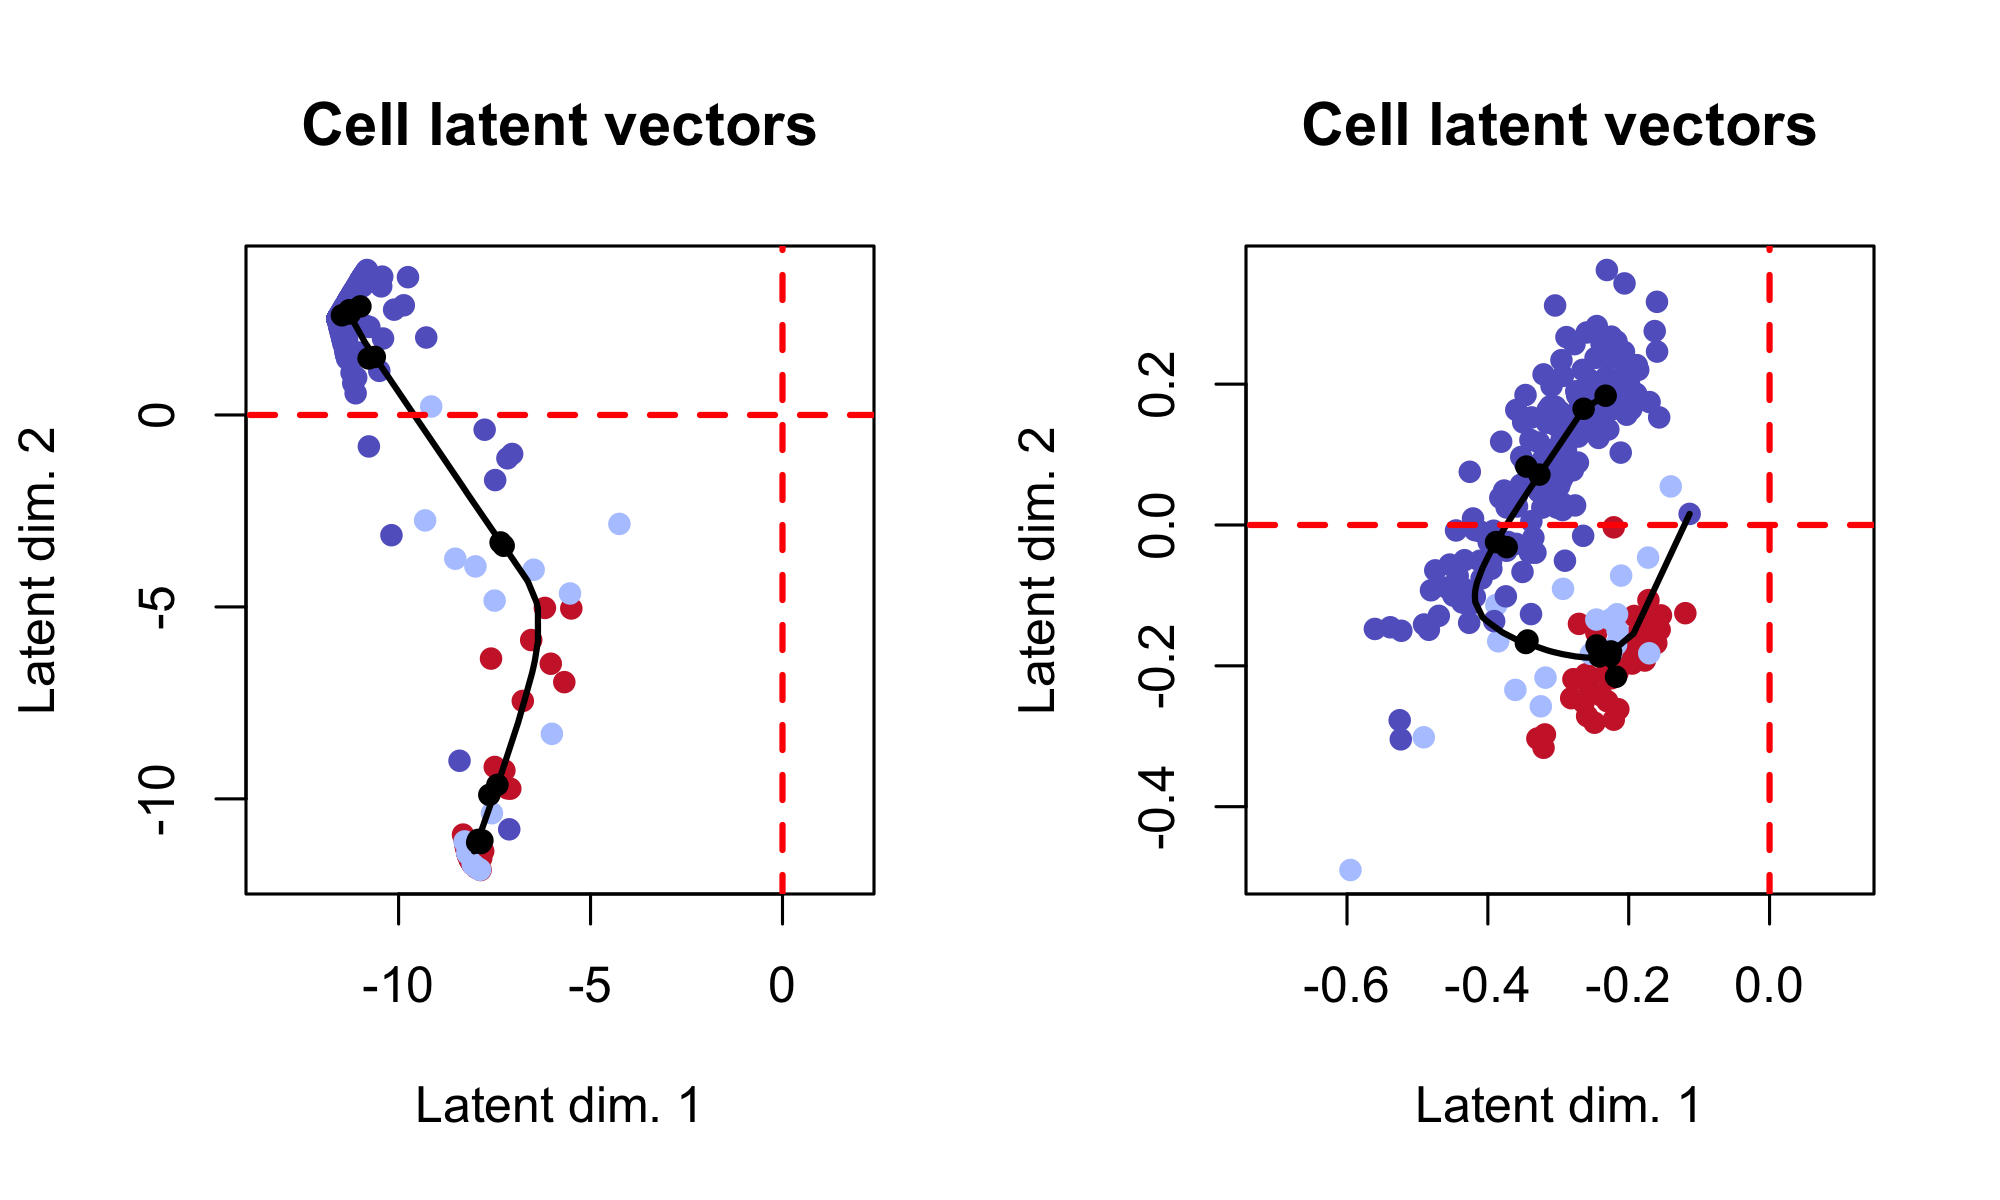 Cell latent vectors
Latent dim. 2
0
-5
-10
-10 -5 0
Latent dim. 1
Cell latent vectors
Latent dim. 2
0.2
0.0
-0.2
-0.4
-0.6 -0.4 -0.2 0.0
Latent dim. 1